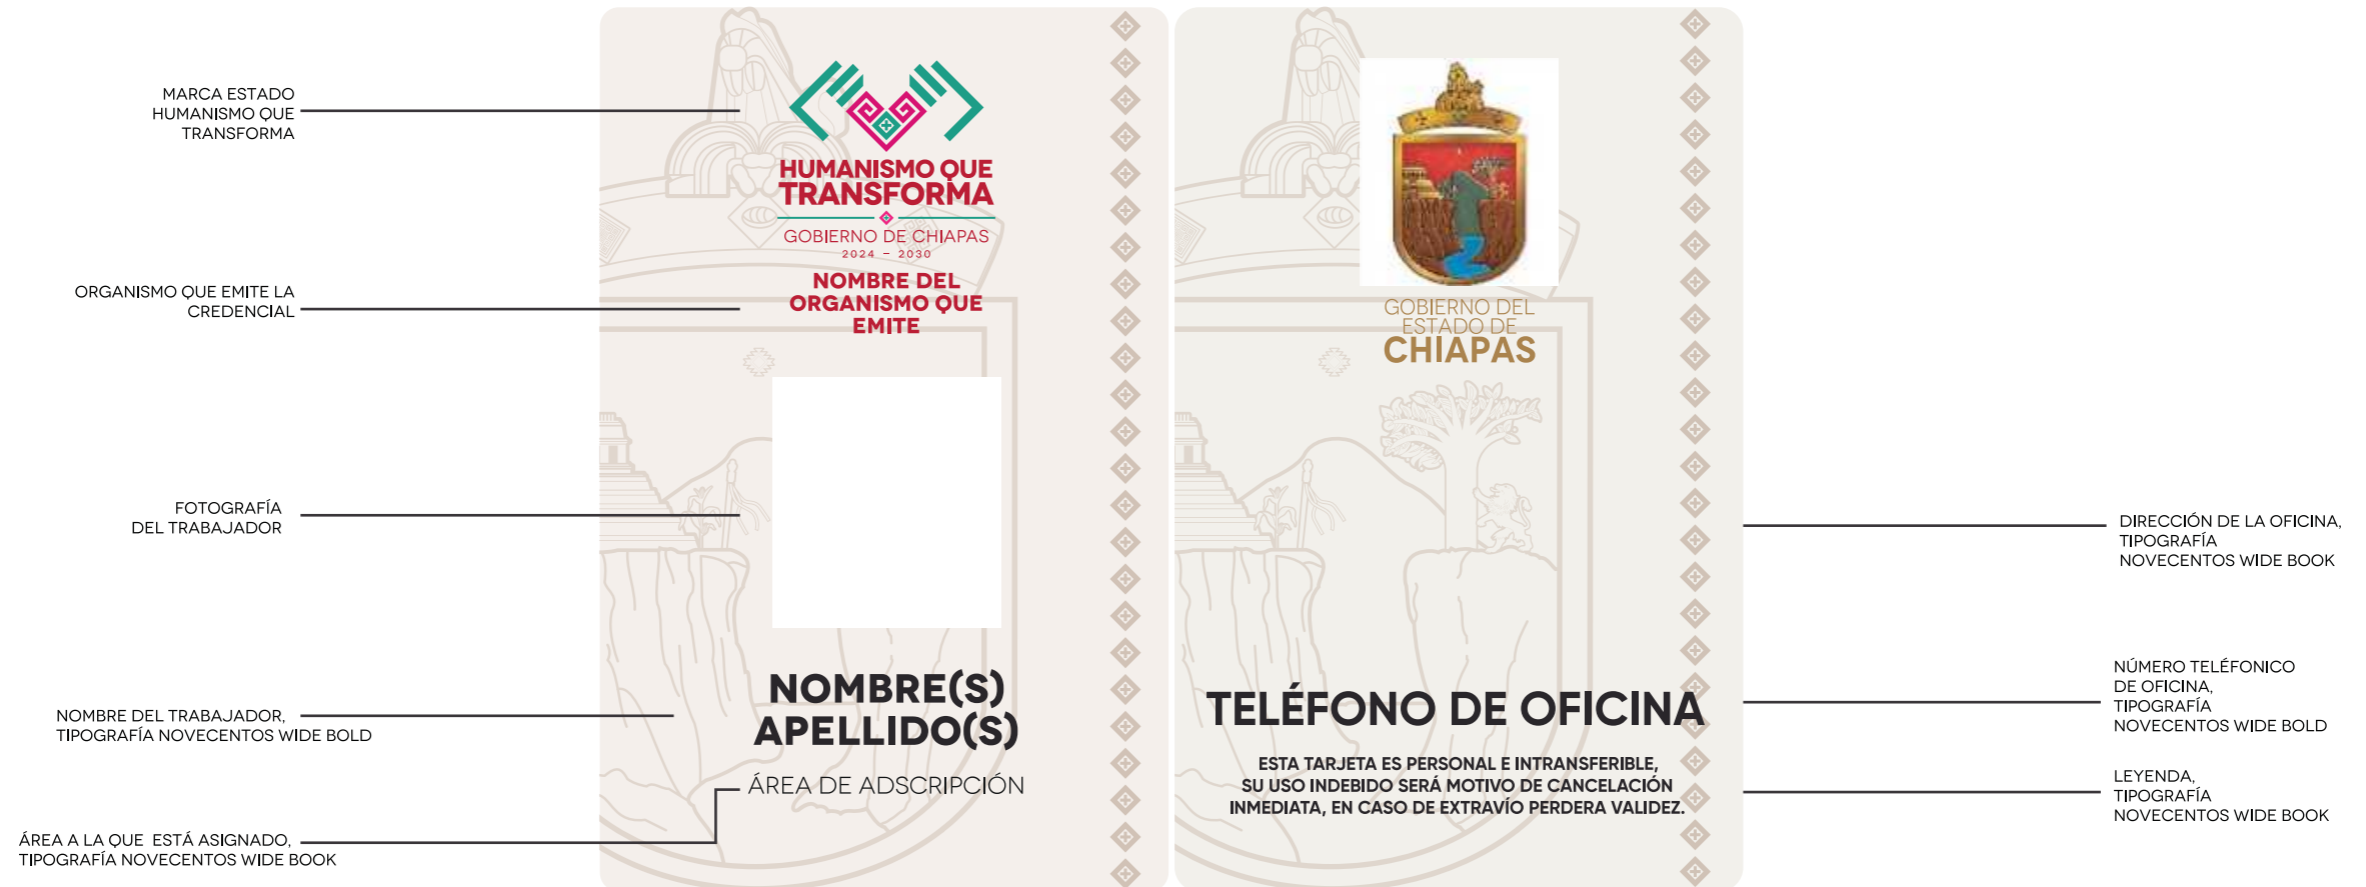 MARCA ESTADO
HUMANISMO QUE
TRANSFORMA
ORGANISMO QUE EMITE LA
CREDENCIAL
FOTOGRAFÍA
DEL TRABAJADOR
NOMBRE DEL TRABAJADOR,
TIPOGRAFÍA NOVECENTOS WIDE BOLD
ÁREA A LA QUE ESTÁ ASIGNADO,
TIPOGRAFÍA NOVECENTOS WIDE BOOK
HUMANISMO QUE
TRANSFORMA
GOBIERNO DE CHIAPAS
2024 – 2030
NOMBRE DEL
ORGANISMO QUE
EMITE
NOMBRE(S)
APELLIDO(S)
ÁREA DE ADSCRIPCIÓN
GOBIERNO DEL
ESTADO DE
CHIAPAS
TELÉFONO DE OFICINA
ESTA TARJETA ES PERSONAL E INTRANSFERIBLE,
SU USO INDEBIDO SERÁ MOTIVO DE CANCELACIÓN
INMEDIATA, EN CASO DE EXTRAVÍO PERDERA VALIDEZ.
DIRECCIÓN DE LA OFICINA,
TIPOGRAFÍA
NOVECENTOS WIDE BOOK
NÚMERO TELÉFONICO
DE OFICINA,
TIPOGRAFÍA
NOVECENTOS WIDE BOLD
LEYENDA,
TIPOGRAFÍA
NOVECENTOS WIDE BOOK